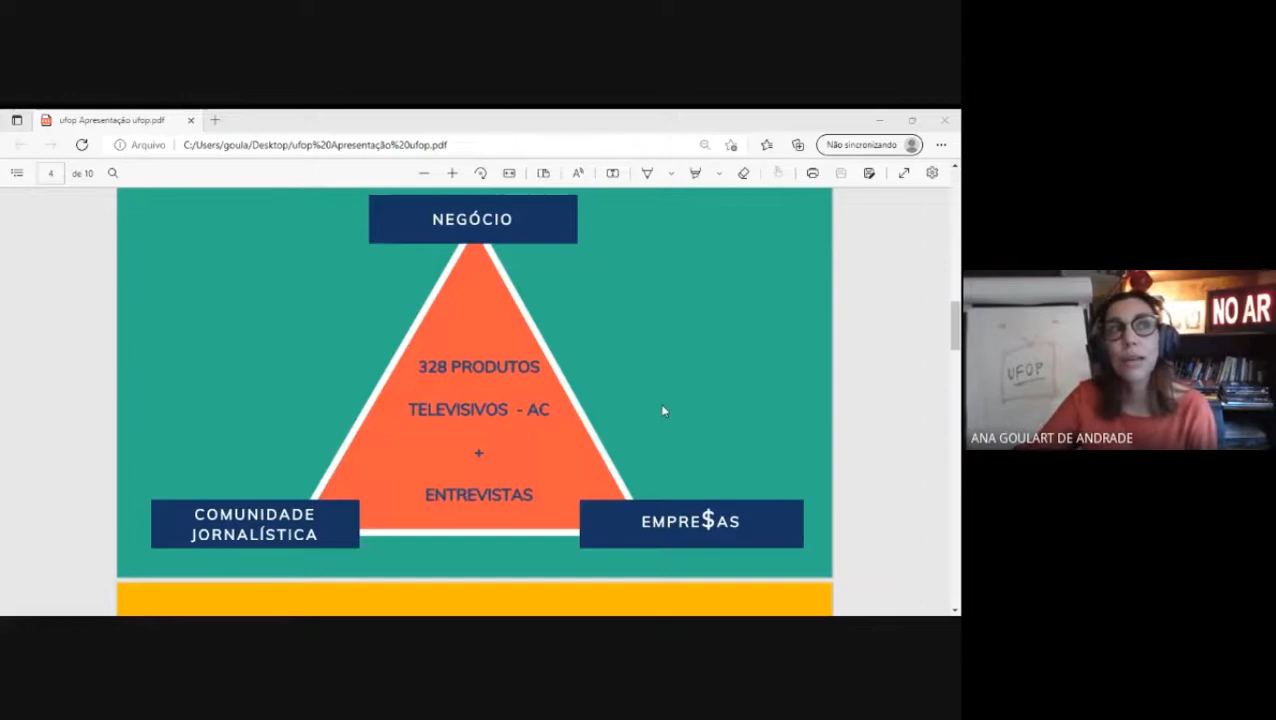 ufop Apresentação ufop.pdf
Arquivo
C:/Users/goula/Desktop/ufop%20Apresentação%20ufop.pdf
Não sincronizando
4 de 10
NEGÓCIO
328 PRODUTOS
TELEVISIVOS - AC
+
ENTREVISTAS
COMUNIDADE
JORNALÍSTICA
EMPRE$AS
NO AR
UFOP
ANA GOULART DE ANDRADE